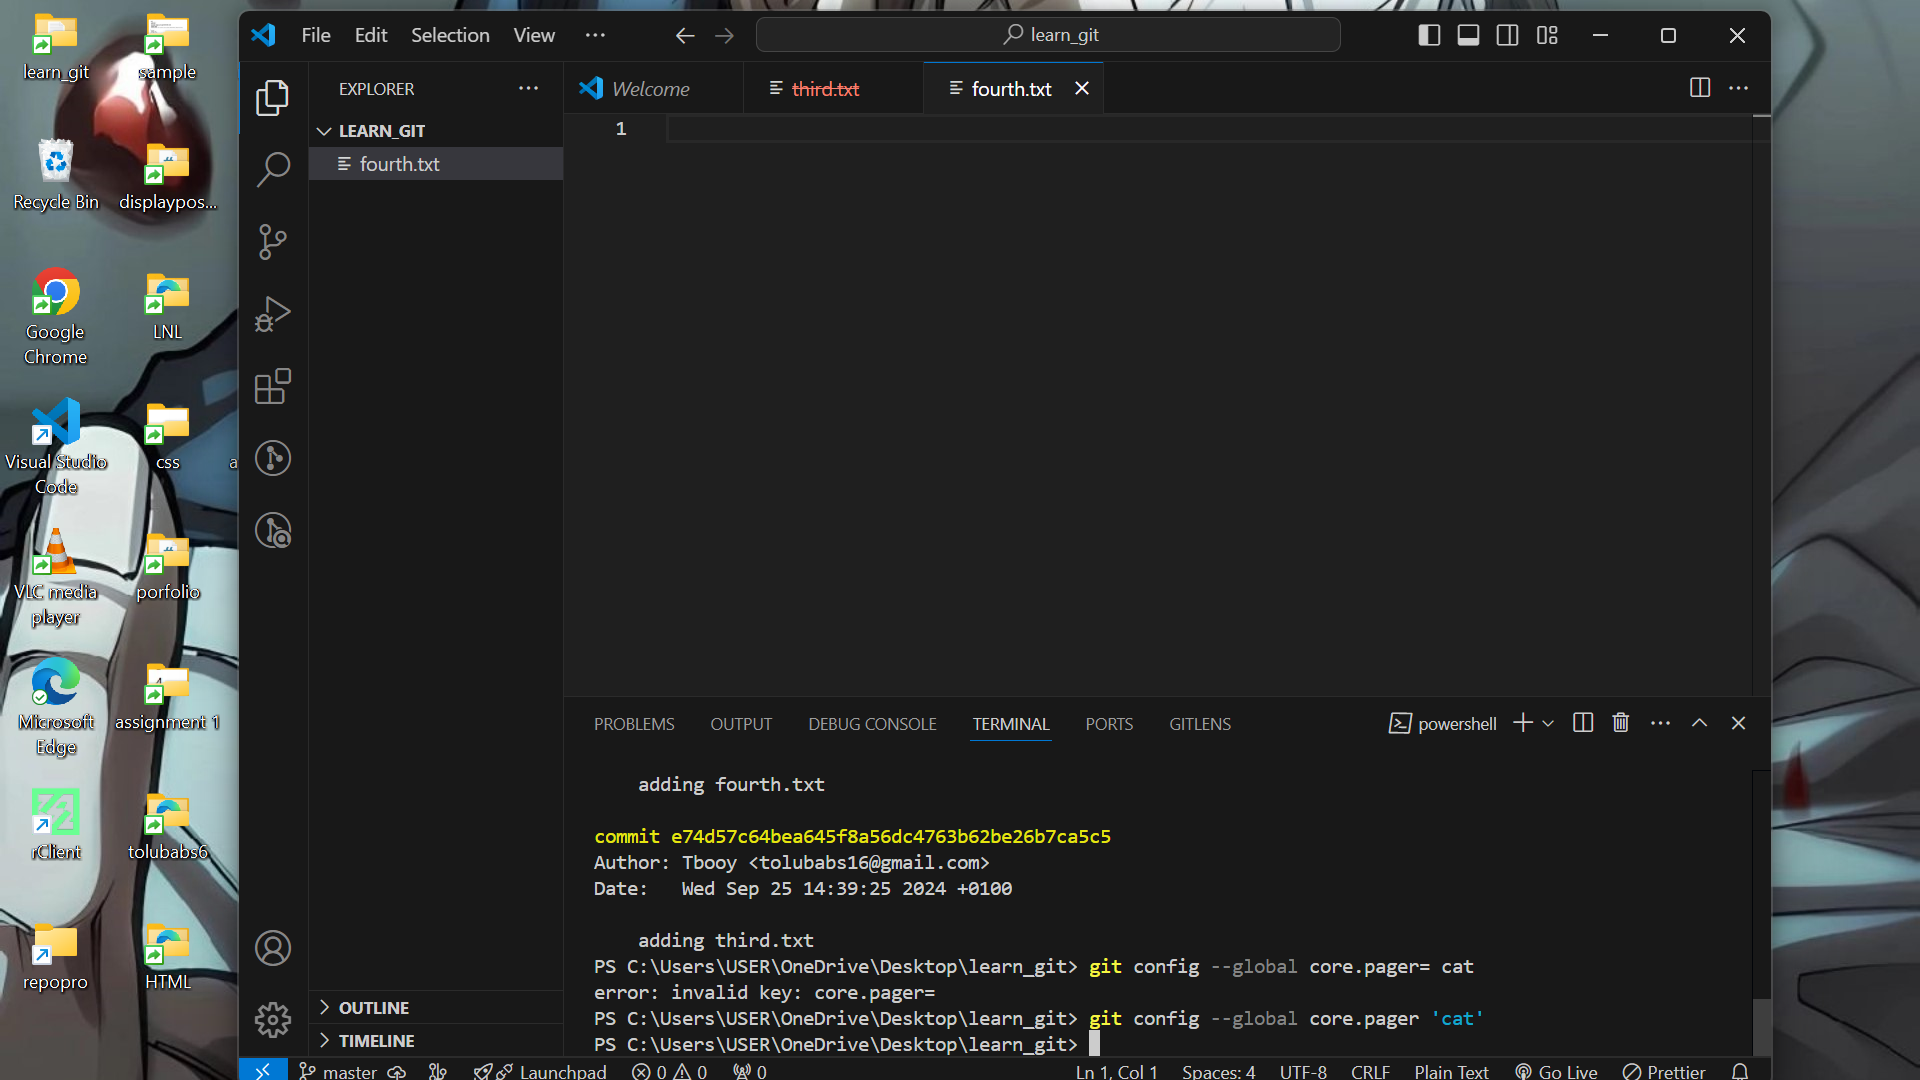 learn_git
sample
Recycle Bin
displaypos...
Google
Chrome
LNL
Visual Studio
Code
css
VLC media
player
porfolio
Microsoft
Edge
assignment 1
rClient
tolubabs6
repopro
HTML
File Edit Selection View ···
learn_git
EXPLORER
LEARN_GIT
fourth.txt
OUTLINE
TIMELINE
Welcome
third.txt
fourth.txt
1
PROBLEMS OUTPUT DEBUG CONSOLE TERMINAL PORTS GITLENS
powershell
adding fourth.txt
commit e74d57c64bea645f8a56dc4763b62be26b7ca5c5
Author: Tbooy <tolubabs16@gmail.com>
Date:   Wed Sep 25 14:39:25 2024 +0100
adding third.txt
PS C:\Users\USER\OneDrive\Desktop\learn_git> git config --global core.pager= cat
error: invalid key: core.pager=
PS C:\Users\USER\OneDrive\Desktop\learn_git> git config --global core.pager 'cat'
PS C:\Users\USER\OneDrive\Desktop\learn_git>
master Launchpad 0 0 0 Ln 1, Col 1 Spaces: 4 UTF-8 CRLF Plain Text Go Live Prettier